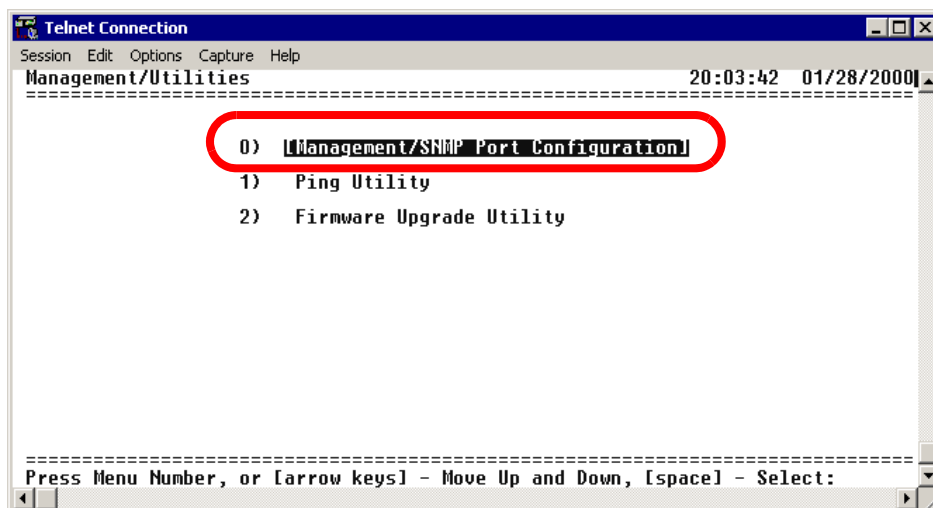 Telnet Connection
Session Edit Options Capture Help
Management/Utilities 20:03:42 01/28/2000
================================================================================
0) [Management/SNMP Port Configuration]
1) Ping Utility
2) Firmware Upgrade Utility
================================================================================
Press Menu Number, or [arrow keys] - Move Up and Down, [space] - Select: